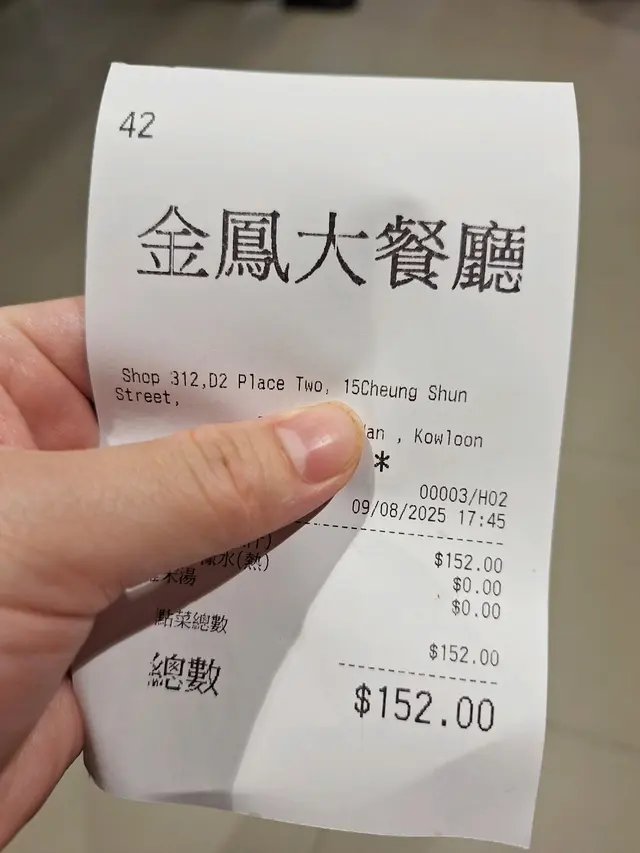 42
金鳳大餐廳
Shop 312,D2 Place Two, 15Cheung Shun
Street,
, Kowloon
*
00003/H02
09/08/2025 17:45
$152.00
水(熱) $0.00
湯 $0.00
點菜總數
$152.00
總數 $152.00